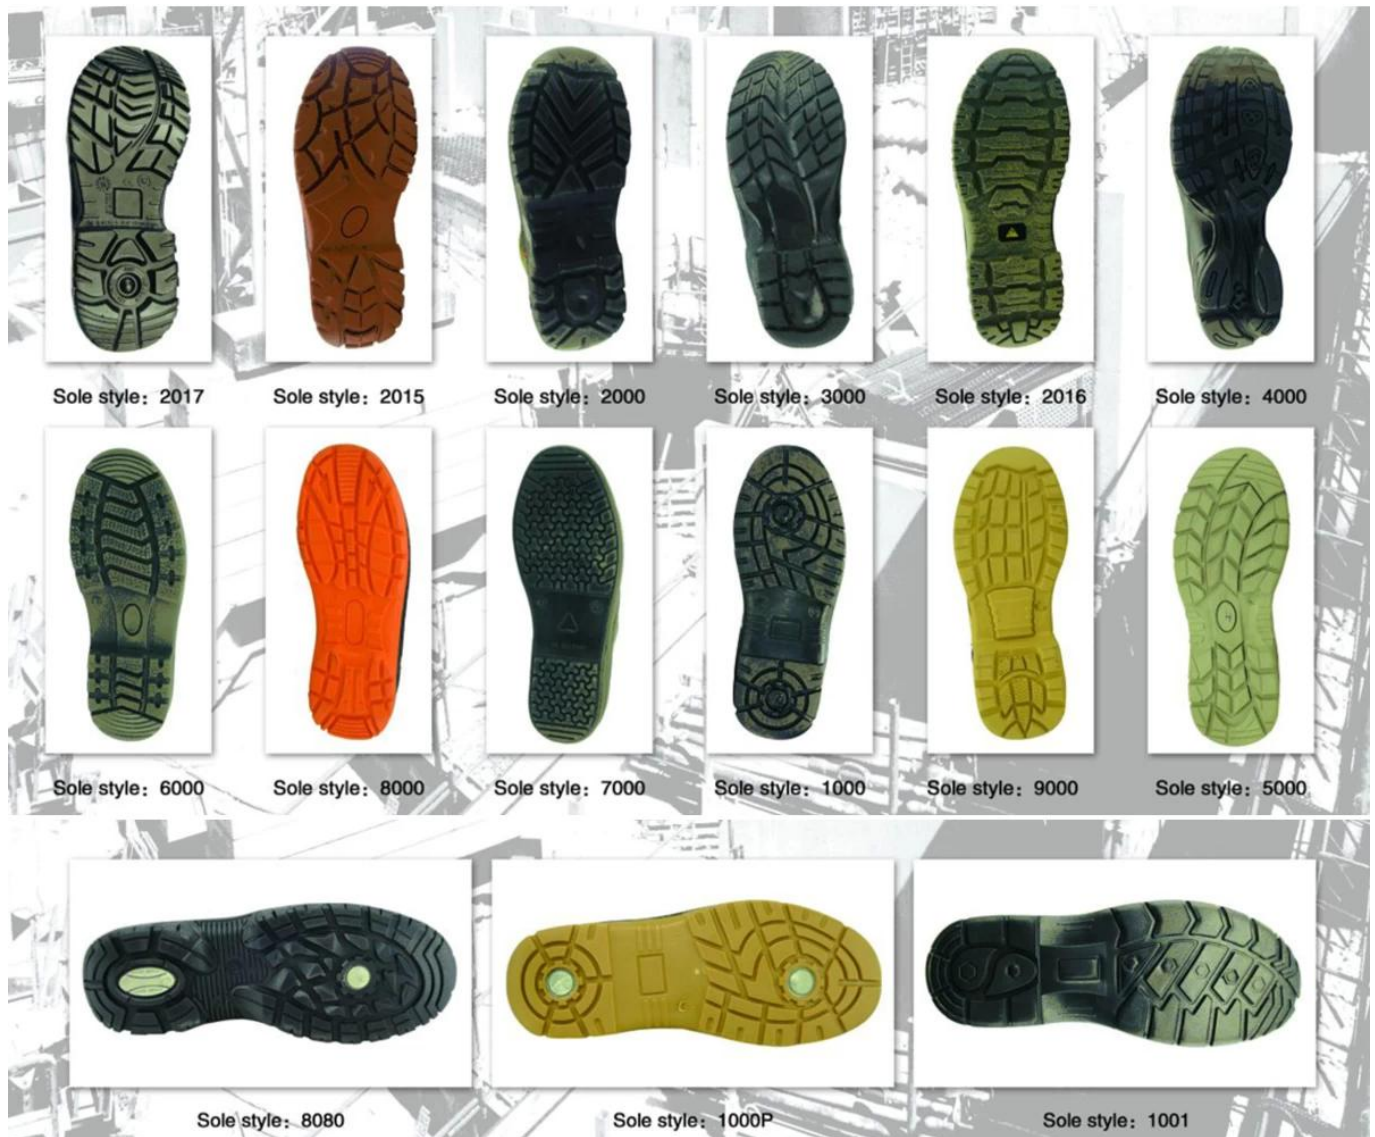 Sole style：2017
Sole style：2015
Sole style：2000
Sole style：3000
Sole style：2016
Sole style：4000
Sole style：6000
Sole style：8000
Sole style：7000
Sole style：1000
Sole style：9000
Sole style：5000
Sole style：8080
Sole style：1000P
Sole style：1001